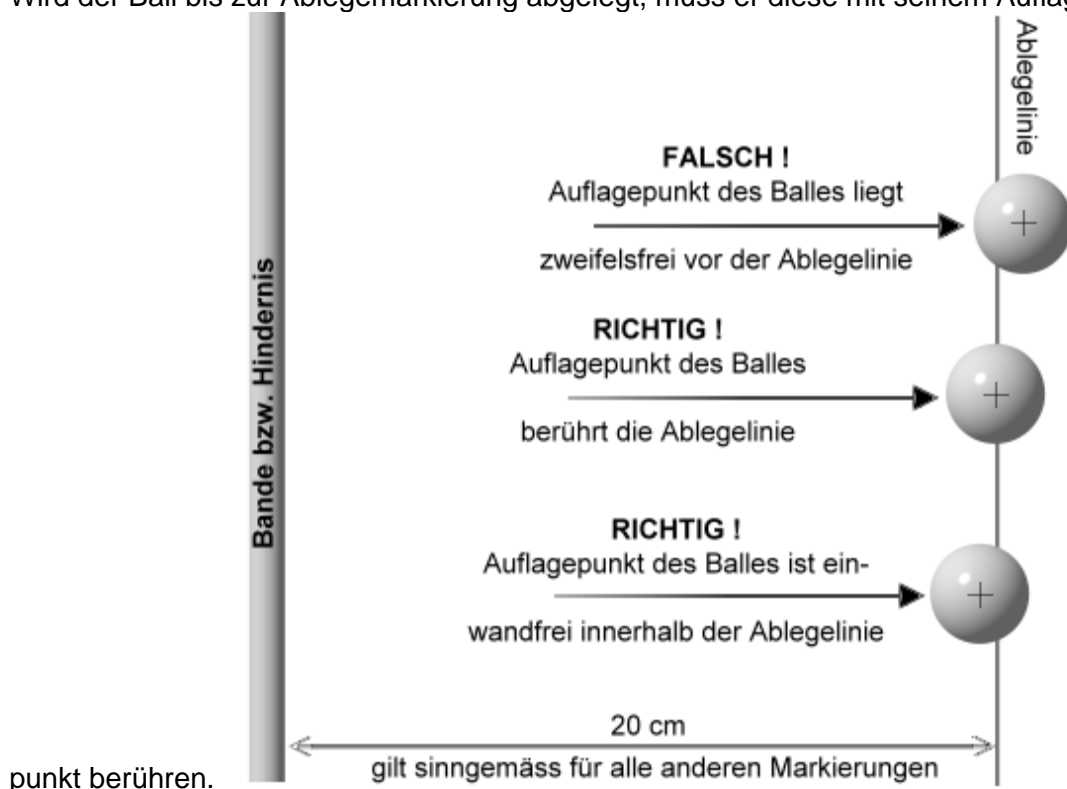 Wird der Ball bis zur Ablegemarkierung abgelegt, muss er diese mit seinem
Ablegelinie
FALSCH !
Auflagepunkt des Balles liegt
zweifelsfrei vor der Ablegelinie
Bande bzw. Hindernis
RICHTIG !
Auflagepunkt des Balles
berührt die Ablegelinie
RICHTIG !
Auflagepunkt des Balles ist ein-
wandfrei innerhalb der Ablegelinie
20 cm
gilt sinngemäss für alle anderen Markierungen
punkt berühren.